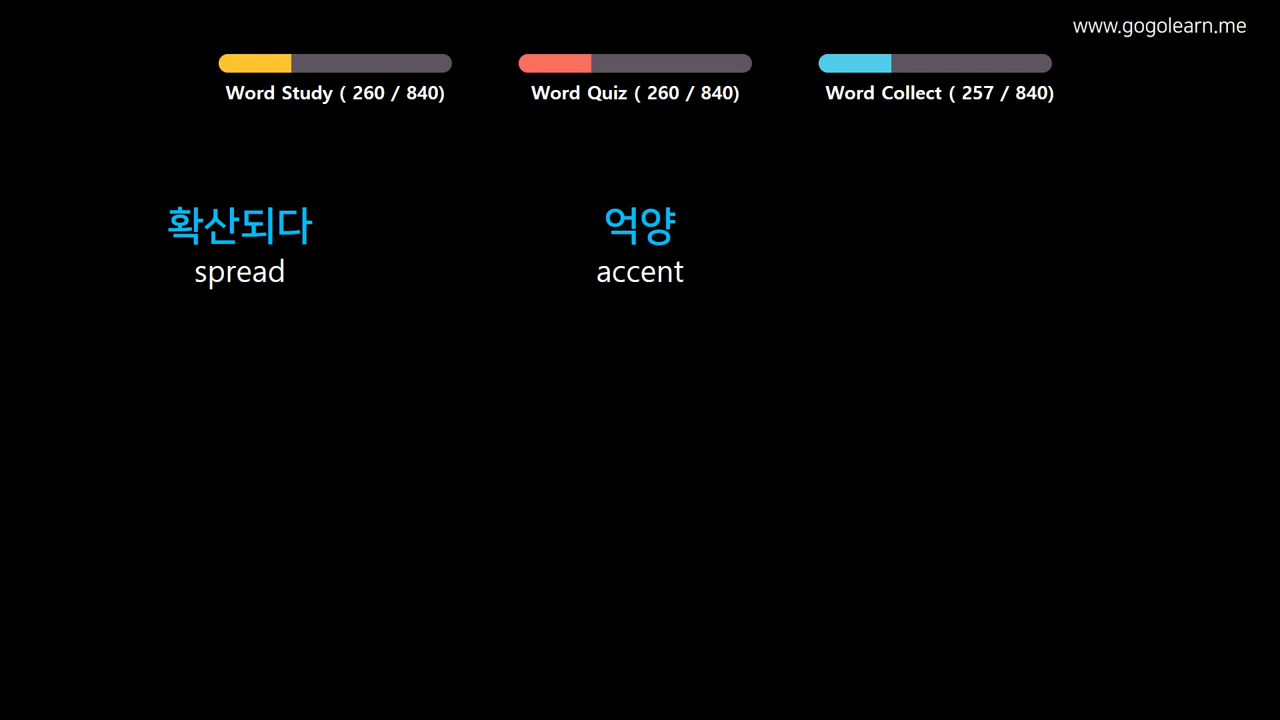 www.gogolearn.me
Word Study ( 260 / 840)
Word Quiz ( 260 / 840)
Word Collect ( 257 / 840)
확산되다
spread
억양
accent